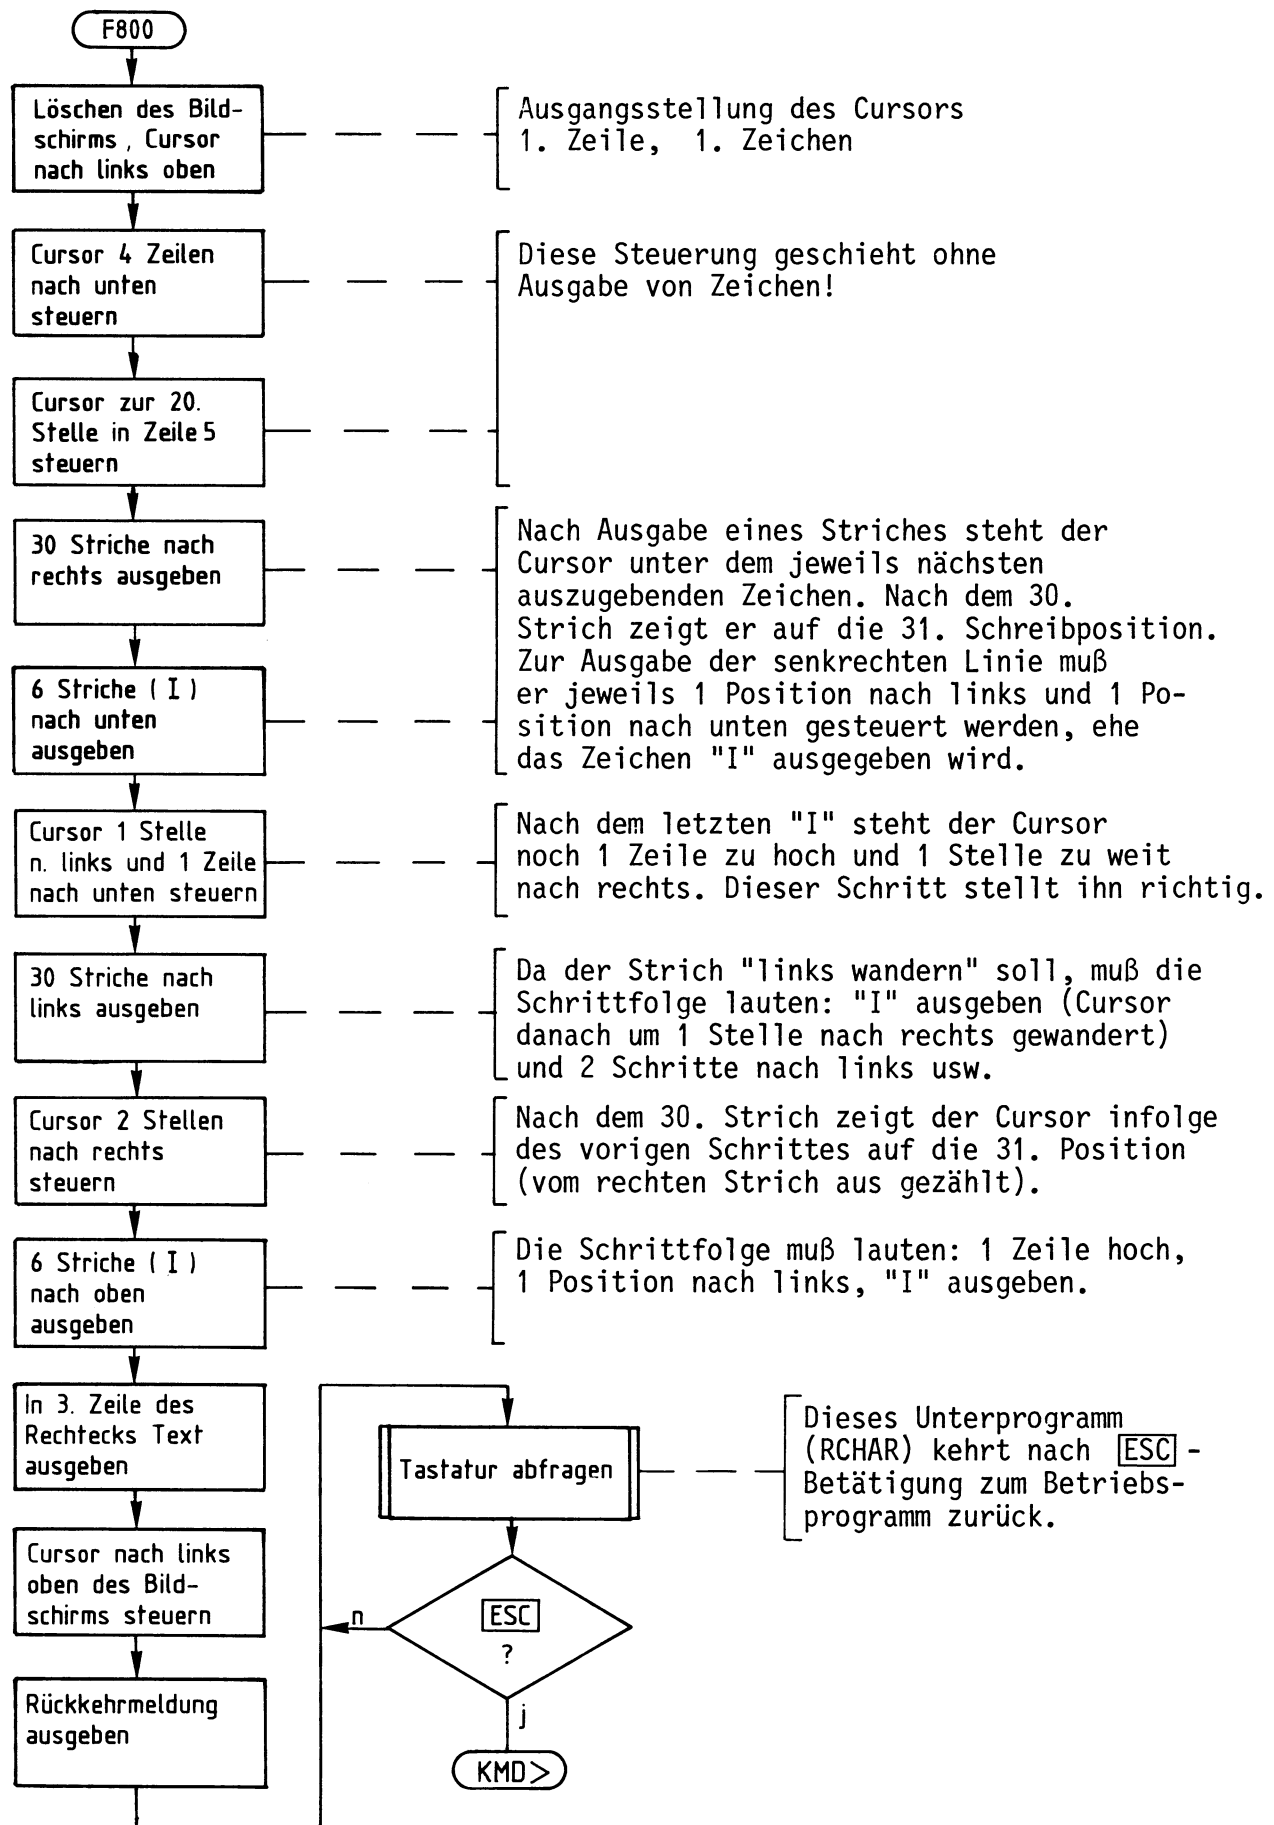 F800
Löschen des Bild-
schirms, Cursor
nach links oben
Ausgangsstellung des Cursors
1. Zeile, 1. Zeichen
Cursor 4 Zeilen
nach unten
steuern
Diese Steuerung geschieht ohne
Ausgabe von Zeichen!
Cursor zur 20.
Stelle in Zeile 5
steuern
30 Striche nach
rechts ausgeben
Nach Ausgabe eines Striches steht der
Cursor unter dem jeweils nächsten
auszugebenden Zeichen. Nach dem 30.
Strich zeigt er auf die 31. Schreibposition.
Zur Ausgabe der senkrechten Linie muß
er jeweils 1 Position nach links und 1 Po-
sition nach unten gesteuert werden, ehe
das Zeichen "I" ausgegeben wird.
6 Striche ( I )
nach unten
ausgeben
Cursor 1 Stelle
n. links und 1 Zeile
nach unten steuern
Nach dem letzten "I" steht der Cursor
noch 1 Zeile zu hoch und 1 Stelle zu weit
nach rechts. Dieser Schritt stellt ihn richtig.
30 Striche nach
links ausgeben
Da der Strich "links wandern" soll, muß die
Schrittfolge lauten: "I" ausgeben (Cursor
danach um 1 Stelle nach rechts gewandert)
und 2 Schritte nach links usw.
Cursor 2 Stellen
nach rechts
steuern
Nach dem 30. Strich zeigt der Cursor infolge
des vorigen Schrittes auf die 31. Position
(vom rechten Strich aus gezählt).
6 Striche ( I )
nach oben
ausgeben
Die Schrittfolge muß lauten: 1 Zeile hoch,
1 Position nach links, "I" ausgeben.
In 3. Zeile des
Rechtecks Text
ausgeben
Cursor nach links
oben des Bild-
schirms steuern
Rückkehrmeldung
ausgeben
Tastatur abfragen
Dieses Unterprogramm
(RCHAR) kehrt nach ESC -
Betätigung zum Betriebs-
programm zurück.
n
ESC
?
j
KMD>